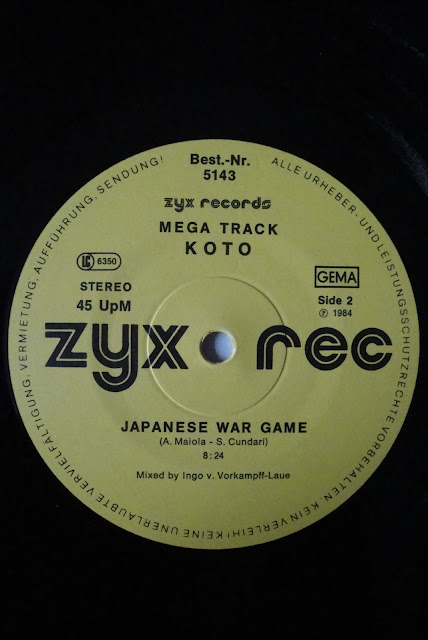 Best.-Nr.
5143
zyx records
MEGA TRACK
KOTO
LC 6350
GEMA
STEREO
45 UpM
Side 2
Ⓟ 1984
zyx rec
JAPANESE WAR GAME
(A. Maiola - S. Cundari)
8:24
Mixed by Ingo v. Vorkampff-Laue
ALLE URHEBER- UND LEISTUNGSSCHUTZRECHTE VORBEHALTEN. KEIN VERLEIH! KEINE UNERLAUBTE VERVIELFÄLTIGUNG, VERMIETUNG, AUFFÜHRUNG, SENDUNG!